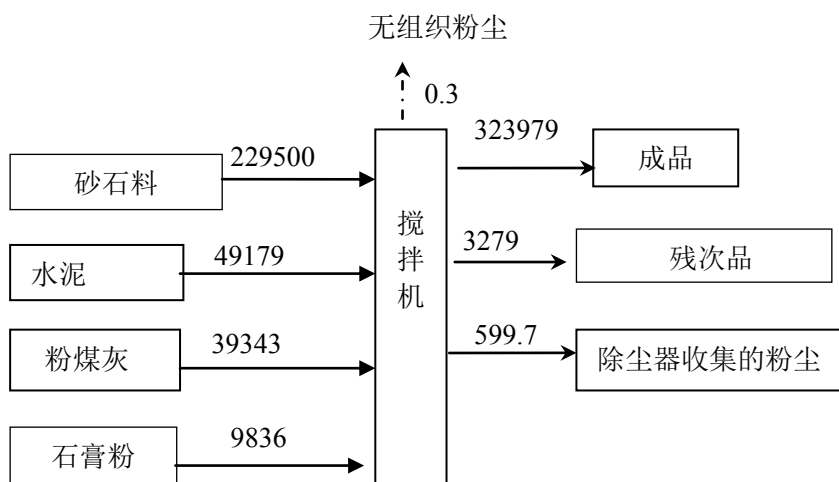 无组织粉尘
0.3
229500
砂石料
水泥
49179
粉煤灰
39343
石膏粉
9836
搅
拌
机
323979
成品
3279
残次品
599.7
除尘器收集的粉尘